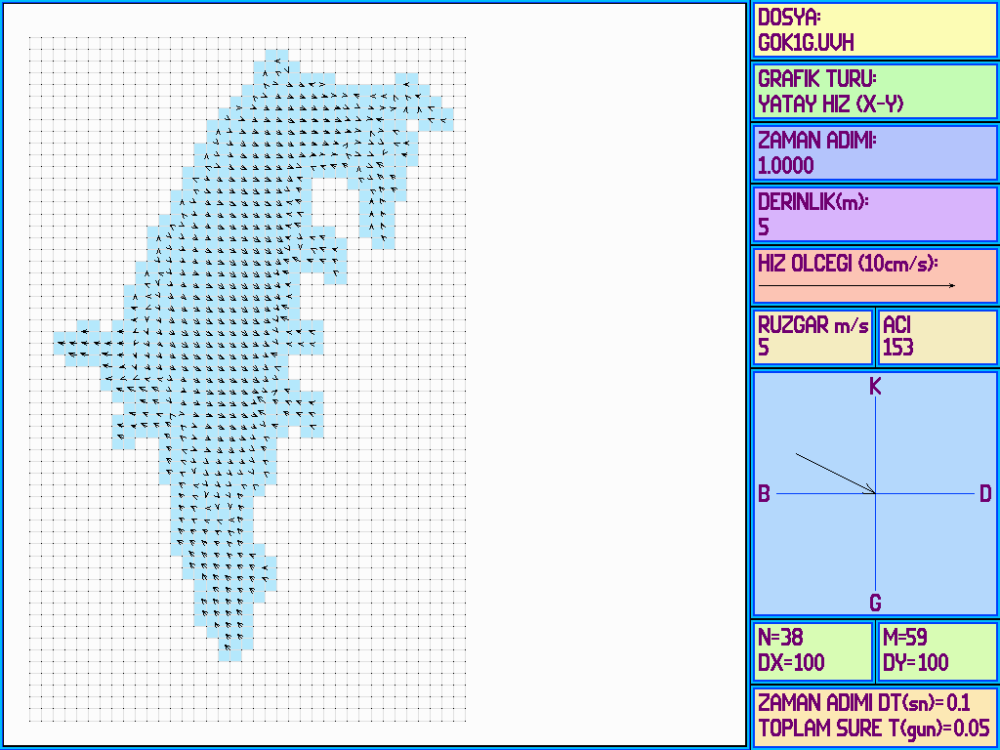 DOSYA:
GOK1G.UVH
GRAFIK TURU:
YATAY HIZ (X-Y)
ZAMAN ADIMI:
1.0000
DERINLIK(m):
5
HIZ OLCEGI (10cm/s):
RUZGAR m/s
5
ACI
153
K
B
D
G
N=38
DX=100
M=59
DY=100
ZAMAN ADIMI DT(sn)=0.1
TOPLAM SURE T(gun)=0.05